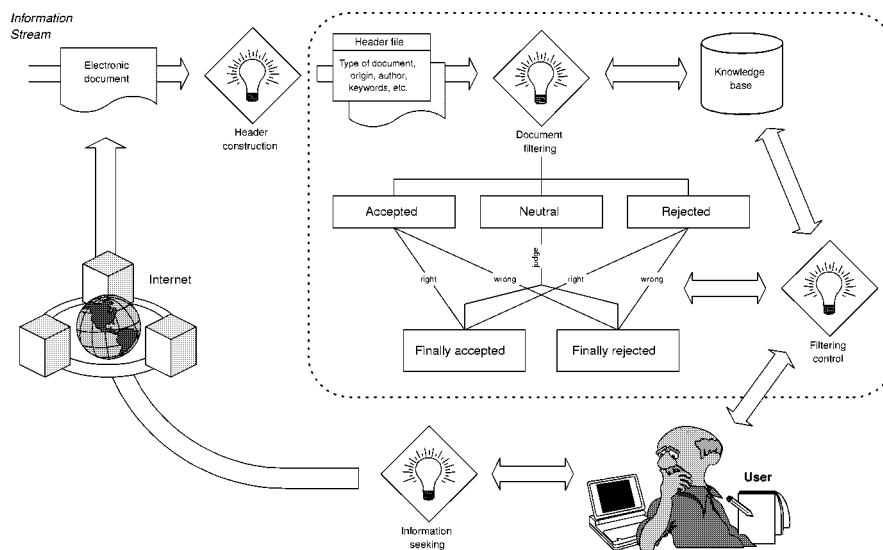 Information
Stream
Electronic
document
Header
construction
Header file
Type of document,
origin, author,
keywords, etc.
Document
filtering
Knowledge
base
Accepted
Neutral
Rejected
judge
right
wrong
right
wrong
Finally accepted
Finally rejected
Filtering
control
Internet
Information
seeking
User